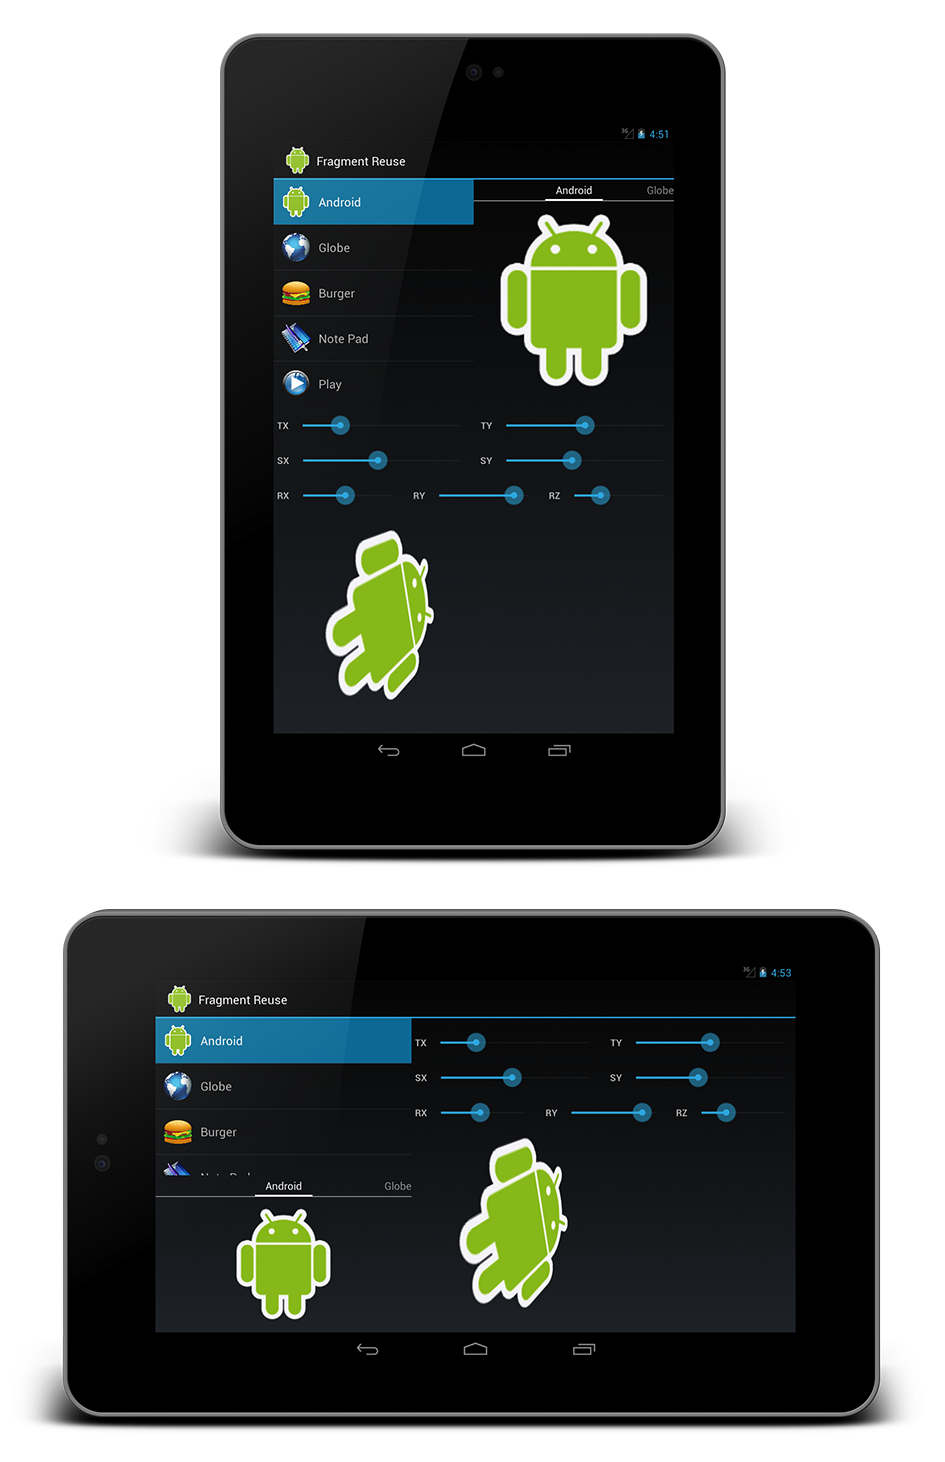 3G 4:51
Fragment Reuse
Android
Android Globe
Globe
Burger
Note Pad
Play
TX TY
SX SY
RX RY RZ
3G 4:53
Fragment Reuse
Android
TX TY
Globe
SX SY
Burger
RX RY RZ
Android Globe